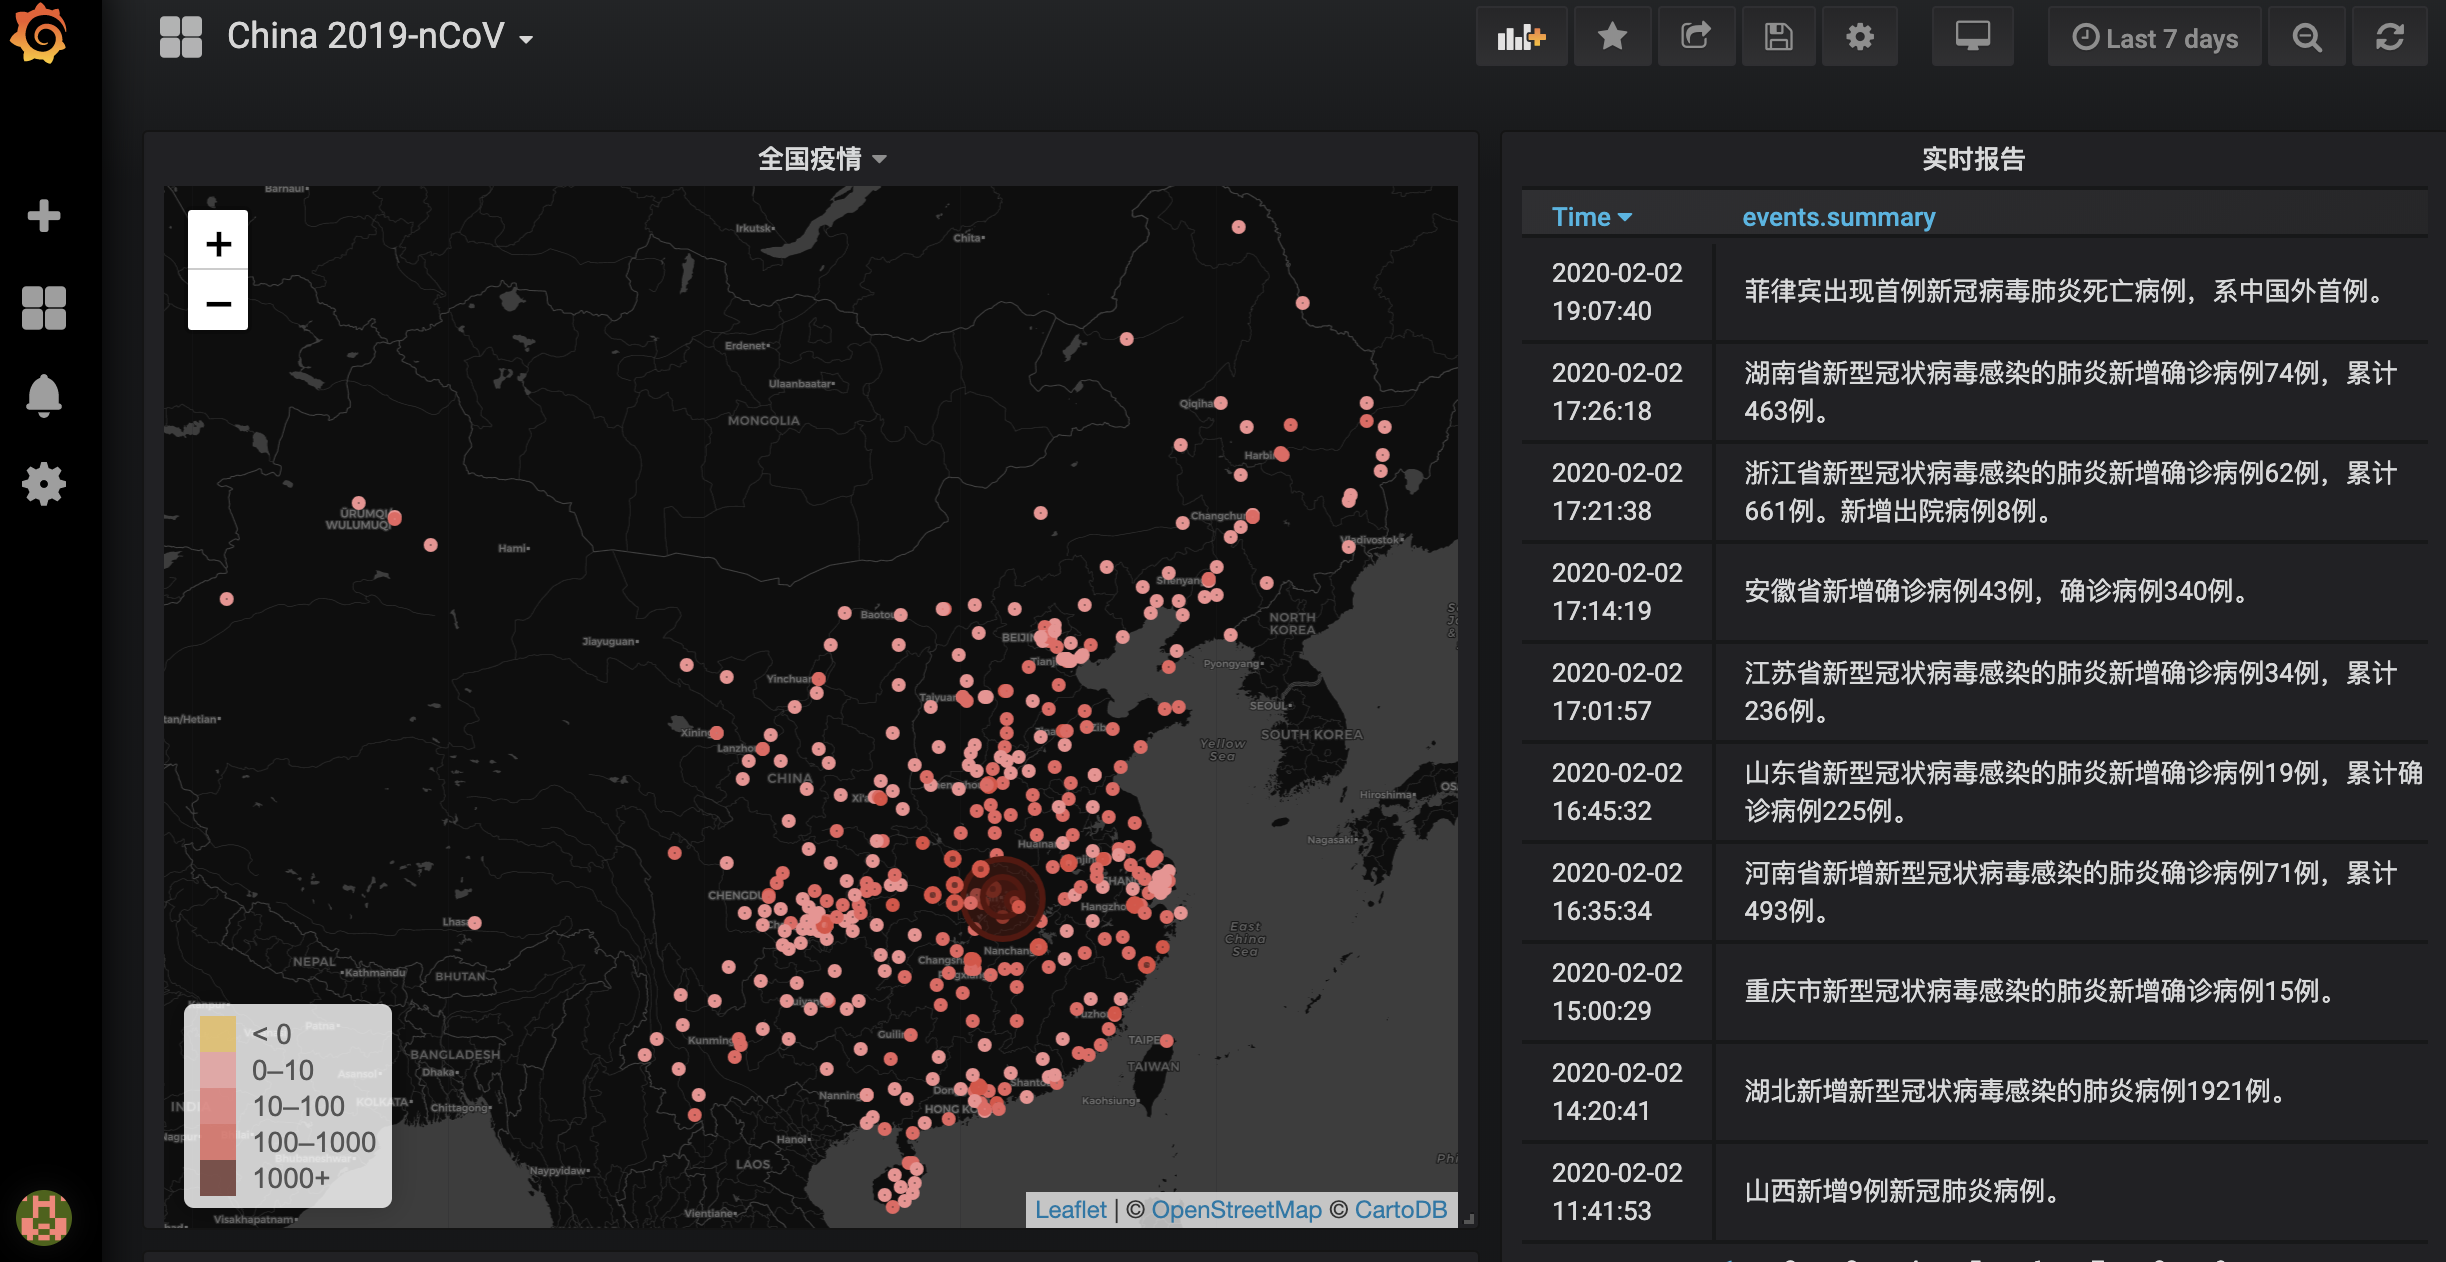 China 2019-nCoV
Last 7 days
全国疫情
+
−
Barnaul
Irkutsk
Chita
Erdenet
Ulaanbaatar
MONGOLIA
Qiqiha
Harbin
ÜRÜMQI/
WULUMUQI
Hami
Changchu
Vladivostok
Shenyang
Baotou
NORTH
KOREA
BEIJIN
Jiayuguan
Tianj
Pyongyang
Yinchuan
Taiyuan
SEOUL
tan/Hetian
Xining
Lanzho
Zib
SOUTH KOREA
Yellow
Sea
CHINA
Xi'a
Hiroshima
Nagasaki
Huainan
CHENGDU
Hangzho
Lhasa
East
China
Sea
Nanchang
NEPAL
Kathmandu
BHUTAN
Changsh
Guilin
Kunming
TAIPE
TAIWAN
BANGLADESH
Dhaka
Shanto
KOLKATA
Chittagong
Nanning
HONG KO
Kaohsiung
Hanoi
LAOS
Naypyidaw
Vientiane
Visakhapatnam
< 0
0–10
10–100
100–1000
1000+
Leaflet | © OpenStreetMap © CartoDB
实时报告
Time events.summary
2020-02-02
19:07:40
菲律宾出现首例新冠病毒肺炎死亡病例，系中国外首例。
2020-02-02
17:26:18
湖南省新型冠状病毒感染的肺炎新增确诊病例74例，累计
463例。
2020-02-02
17:21:38
浙江省新型冠状病毒感染的肺炎新增确诊病例62例，累计
661例。新增出院病例8例。
2020-02-02
17:14:19
安徽省新增确诊病例43例，确诊病例340例。
2020-02-02
17:01:57
江苏省新型冠状病毒感染的肺炎新增确诊病例34例，累计
236例。
2020-02-02
16:45:32
山东省新型冠状病毒感染的肺炎新增确诊病例19例，累计确
诊病例225例。
2020-02-02
16:35:34
河南省新增新型冠状病毒感染的肺炎确诊病例71例，累计
493例。
2020-02-02
15:00:29
重庆市新型冠状病毒感染的肺炎新增确诊病例15例。
2020-02-02
14:20:41
湖北新增新型冠状病毒感染的肺炎病例1921例。
2020-02-02
11:41:53
山西新增9例新冠肺炎病例。